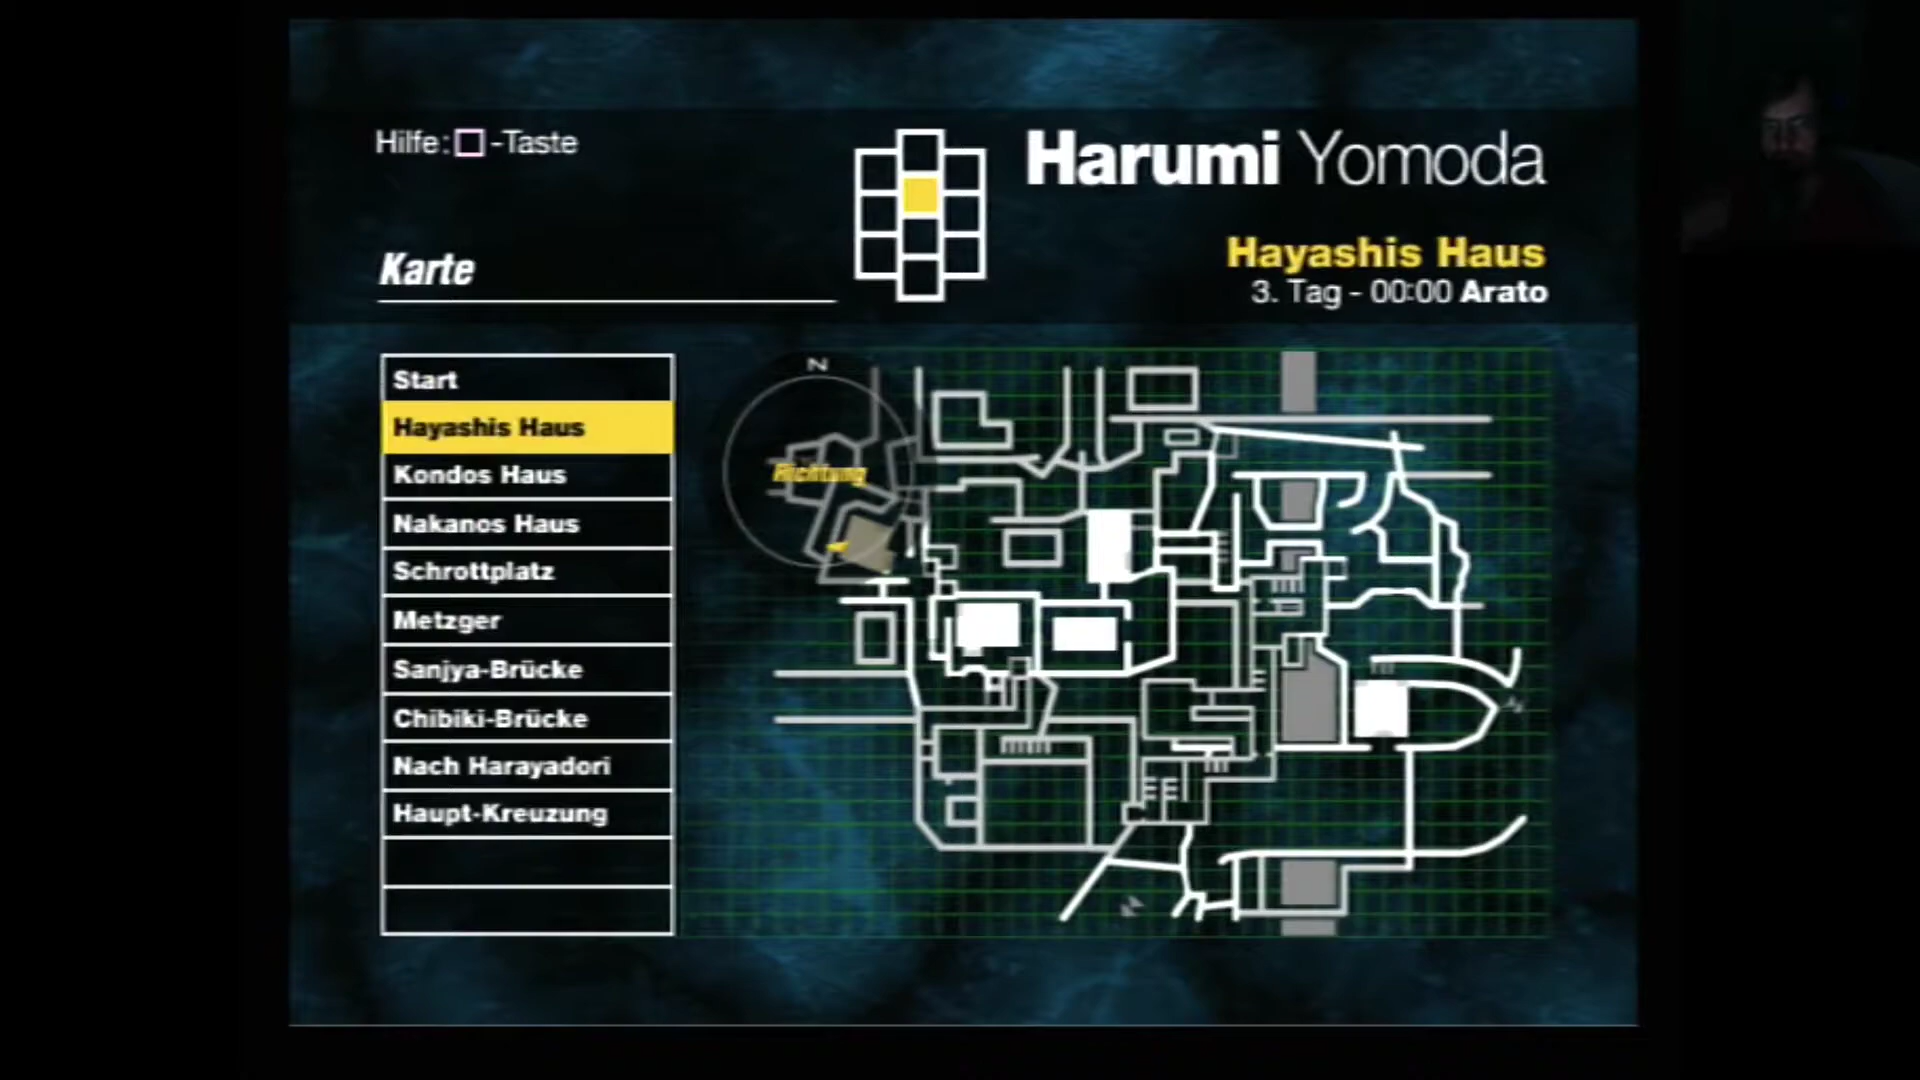 Hilfe: □ -Taste
Harumi Yomoda
Karte
Hayashis Haus
3. Tag - 00:00 Arato
Start
Hayashis Haus
Kondos Haus
Nakanos Haus
Schrottplatz
Metzger
Sanjya-Brücke
Chibiki-Brücke
Nach Harayadori
Haupt-Kreuzung
N
Richtung